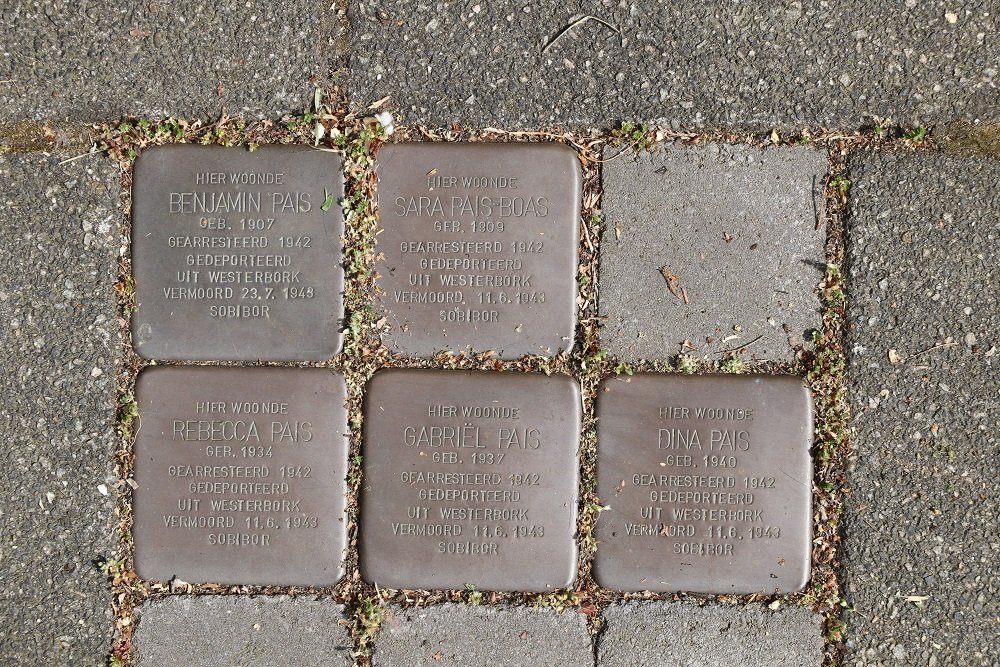 HIER WOONDE
BENJAMIN PAIS
GEB. 1907
GEARRESTEERD 1942
GEDEPORTEERD
UIT WESTERBORK
VERMOORD 23.7.1943
SOBIBOR
HIER WOONDE
SARA PAIS-BOAS
GEB. 1909
GEARRESTEERD 1942
GEDEPORTEERD
UIT WESTERBORK
VERMOORD 11.6.1943
SOBIBOR
HIER WOONDE
REBECCA PAIS
GEB. 1934
GEARRESTEERD 1942
GEDEPORTEERD
UIT WESTERBORK
VERMOORD 11.6.1943
SOBIBOR
HIER WOONDE
GABRIËL PAIS
GEB. 1937
GEARRESTEERD 1942
GEDEPORTEERD
UIT WESTERBORK
VERMOORD 11.6.1943
SOBIBOR
HIER WOONDE
DINA PAIS
GEB. 1940
GEARRESTEERD 1942
GEDEPORTEERD
UIT WESTERBORK
VERMOORD 11.6.1943
SOBIBOR